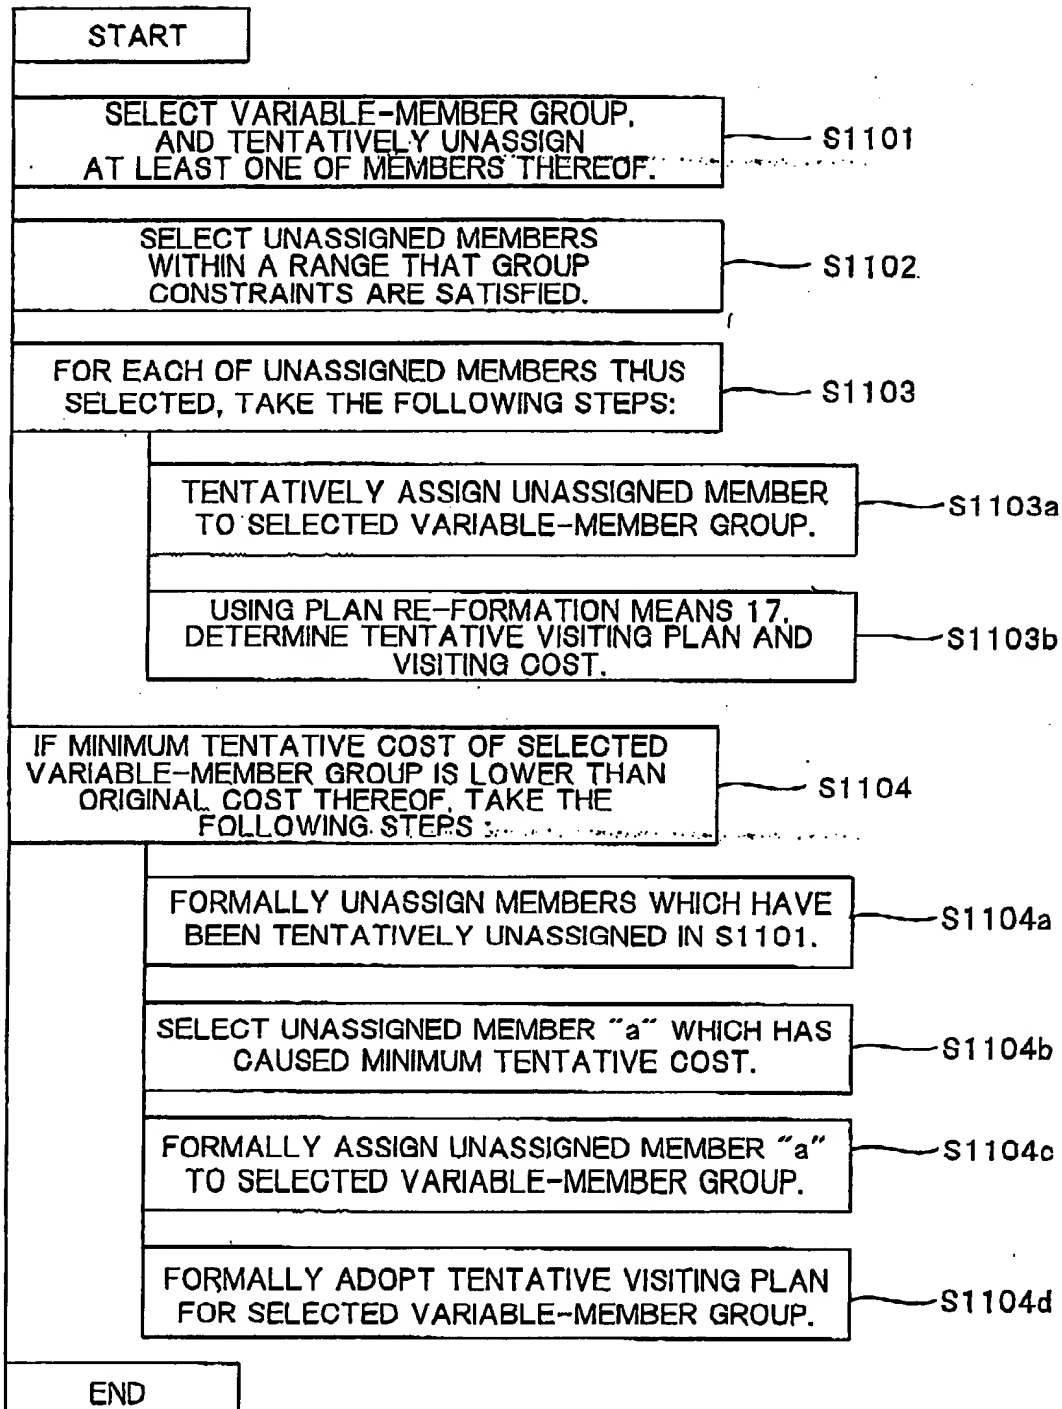 START
SELECT VARIABLE-MEMBER GROUP,
AND TENTATIVELY UNASSIGN
AT LEAST ONE OF MEMBERS THEREOF.
S1101
SELECT UNASSIGNED MEMBERS
WITHIN A RANGE THAT GROUP
CONSTRAINTS ARE SATISFIED.
S1102
FOR EACH OF UNASSIGNED MEMBERS THUS
SELECTED, TAKE THE FOLLOWING STEPS:
S1103
TENTATIVELY ASSIGN UNASSIGNED MEMBER
TO SELECTED VARIABLE-MEMBER GROUP.
S1103a
USING PLAN RE-FORMATION MEANS 17,
DETERMINE TENTATIVE VISITING PLAN AND
VISITING COST.
S1103b
IF MINIMUM TENTATIVE COST OF SELECTED
VARIABLE-MEMBER GROUP IS LOWER THAN
ORIGINAL COST THEREOF, TAKE THE
FOLLOWING STEPS :
S1104
FORMALLY UNASSIGN MEMBERS WHICH HAVE
BEEN TENTATIVELY UNASSIGNED IN S1101.
S1104a
SELECT UNASSIGNED MEMBER "a" WHICH HAS
CAUSED MINIMUM TENTATIVE COST.
S1104b
FORMALLY ASSIGN UNASSIGNED MEMBER "a"
TO SELECTED VARIABLE-MEMBER GROUP.
S1104c
FORMALLY ADOPT TENTATIVE VISITING PLAN
FOR SELECTED VARIABLE-MEMBER GROUP.
S1104d
END